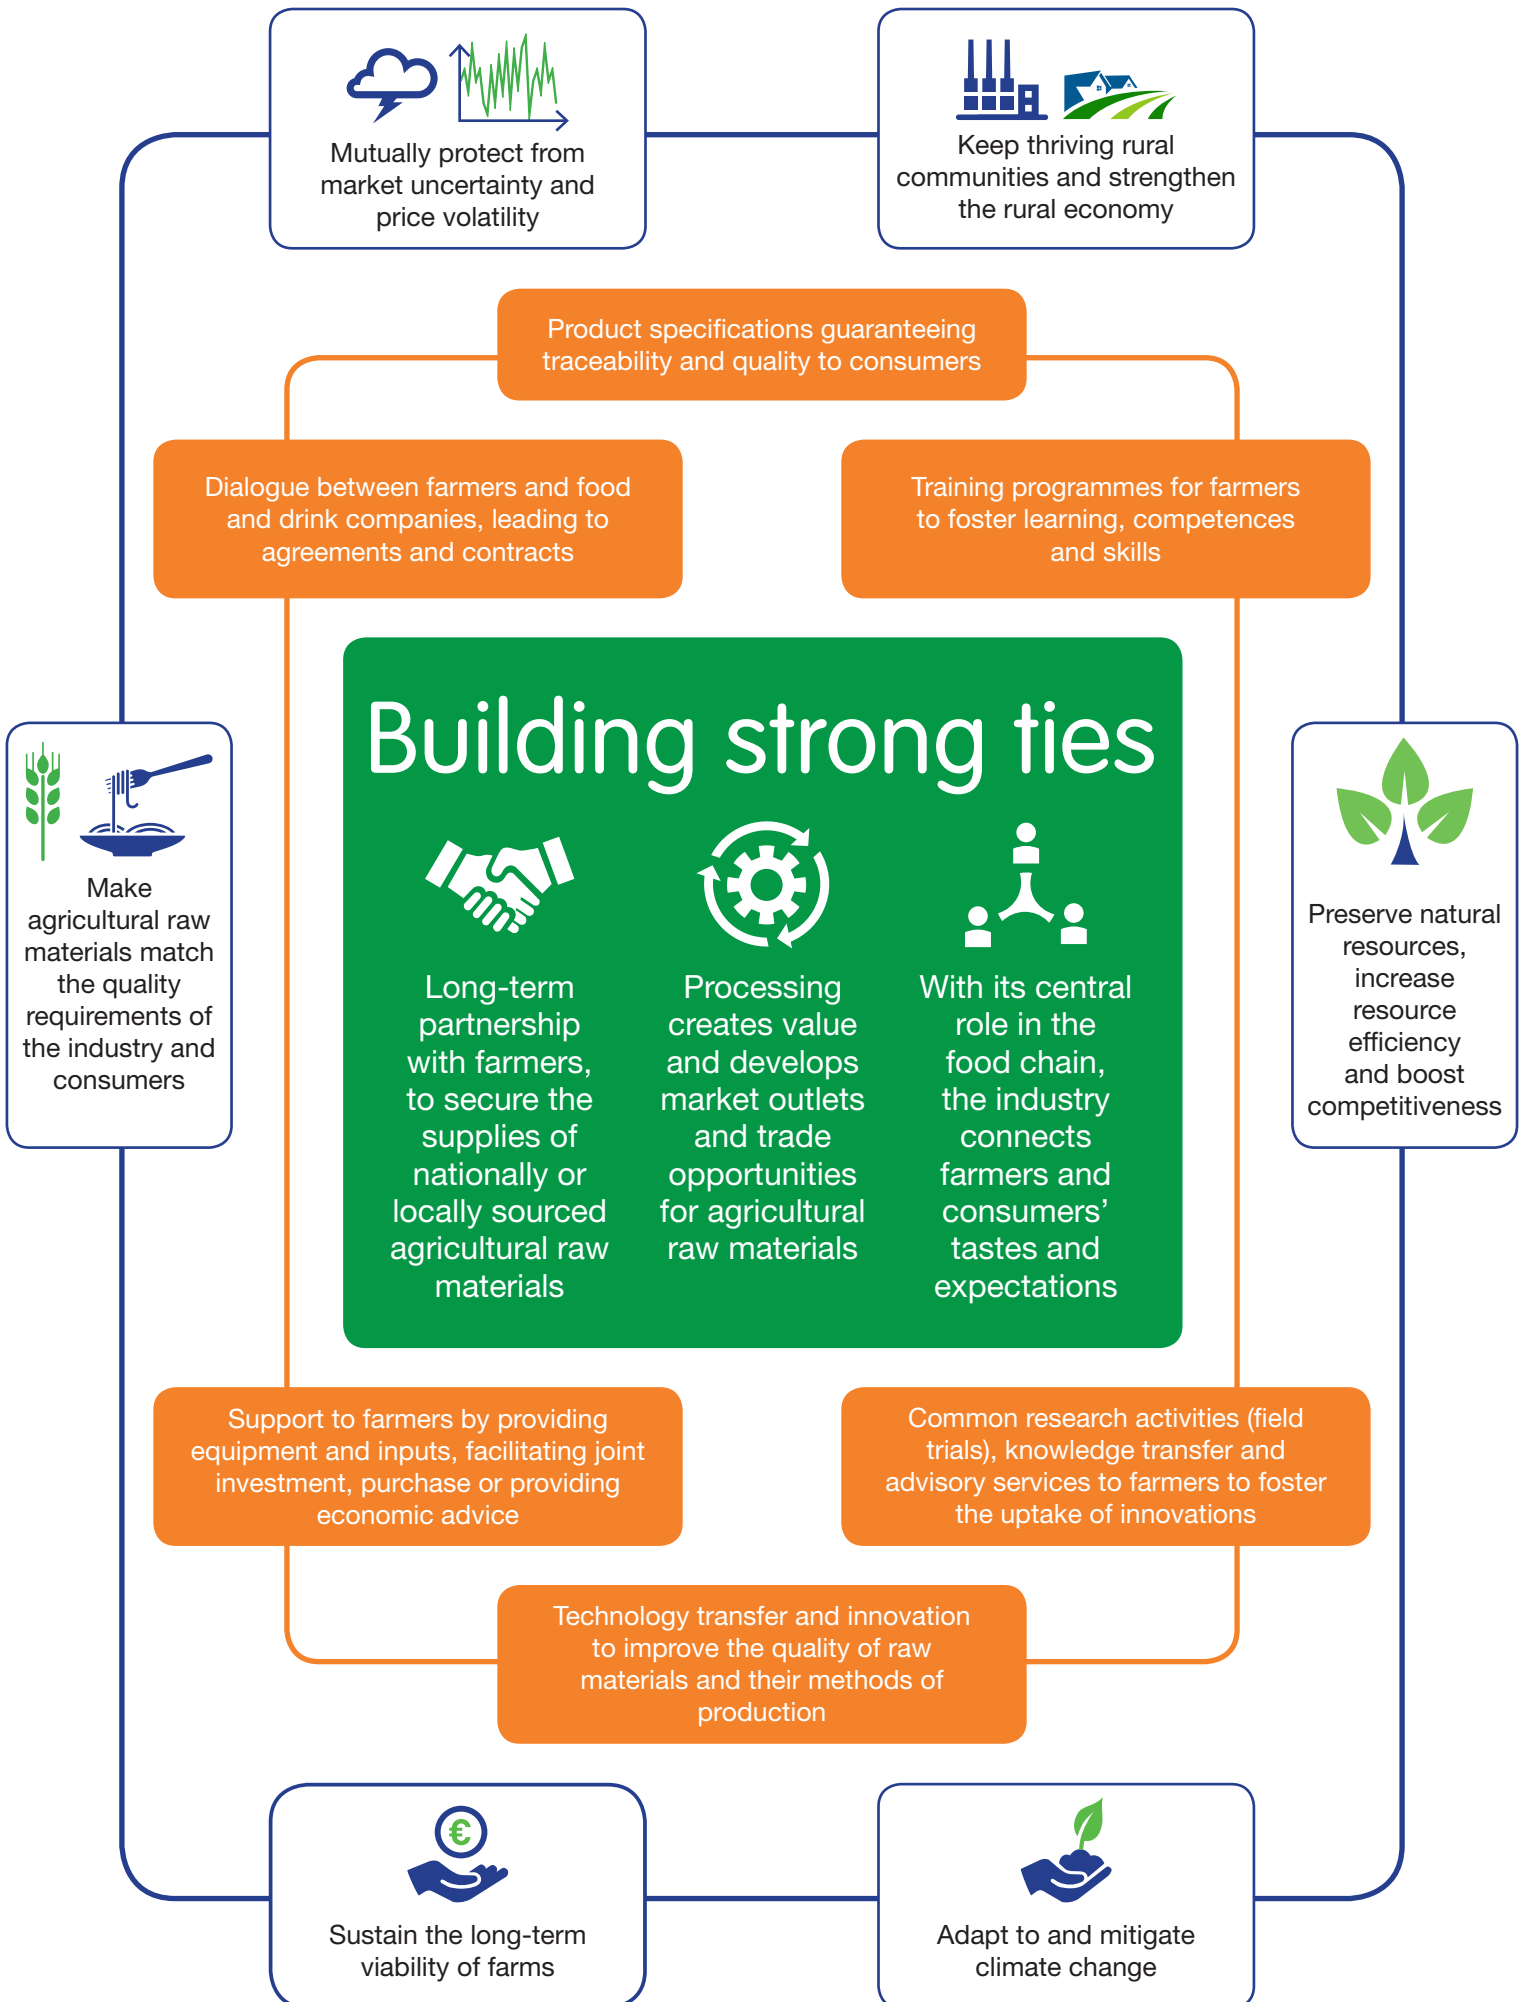 Mutually protect from
market uncertainty and
price volatility
Keep thriving rural
communities and strengthen
the rural economy
Product specifications guaranteeing
traceability and quality to consumers
Dialogue between farmers and food
and drink companies, leading to
agreements and contracts
Training programmes for farmers
to foster learning, competences
and skills
Building strong ties
Make
agricultural raw
materials match
the quality
requirements of
the industry and
consumers
Long-term
partnership
with farmers,
to secure the
supplies of
nationally or
locally sourced
agricultural raw
materials
Processing
creates value
and develops
market outlets
and trade
opportunities
for agricultural
raw materials
With its central
role in the
food chain,
the industry
connects
farmers and
consumers’
tastes and
expectations
Preserve natural
resources,
increase
resource
efficiency
and boost
competitiveness
Support to farmers by providing
equipment and inputs, facilitating joint
investment, purchase or providing
economic advice
Common research activities (field
trials), knowledge transfer and
advisory services to farmers to foster
the uptake of innovations
Technology transfer and innovation
to improve the quality of raw
materials and their methods of
production
€
Sustain the long-term
viability of farms
Adapt to and mitigate
climate change